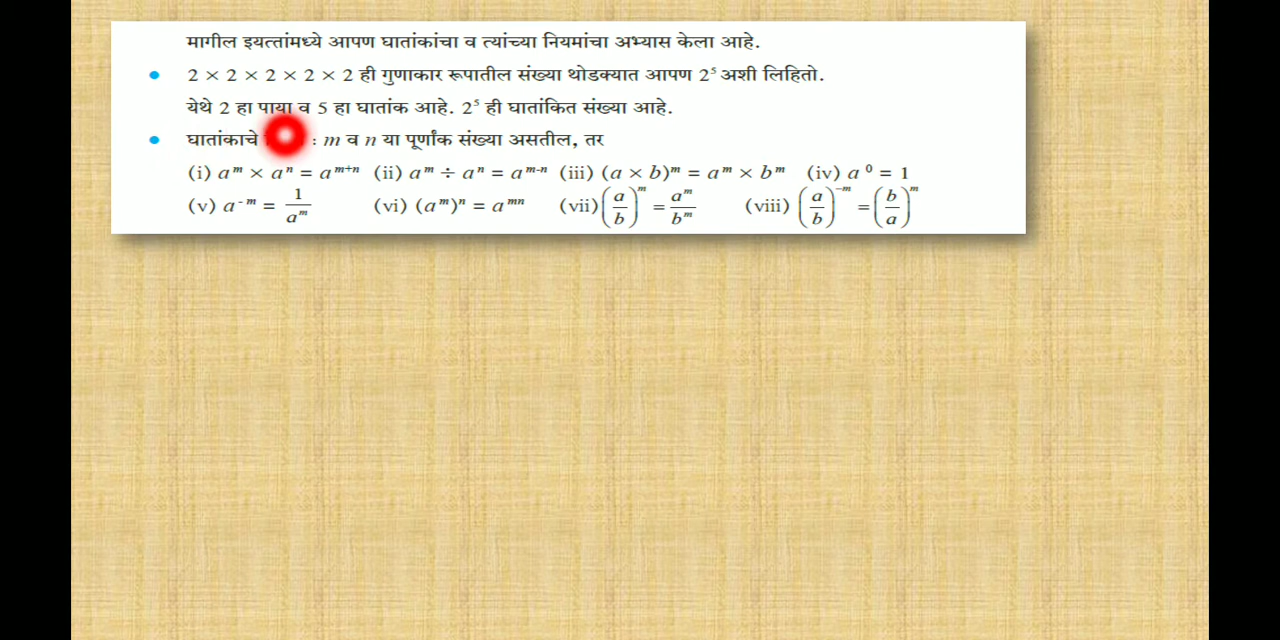 मागील इयत्तांमध्ये आपण घातांकांचा व त्यांच्या नियमांचा अभ्यास केला आहे.
• 2 × 2 × 2 × 2 × 2 ही गुणाकार रूपातील संख्या थोडक्यात आपण 2⁵ अशी लिहितो.
येथे 2 हा पाया व 5 हा घातांक आहे. 2⁵ ही घातांकित संख्या आहे.
• घातांकाचे : m व n या पूर्णांक संख्या असतील, तर
(i) aᵐ × aⁿ = aᵐ⁺ⁿ (ii) aᵐ ÷ aⁿ = aᵐ⁻ⁿ (iii) (a × b)ᵐ = aᵐ × bᵐ (iv) a⁰ = 1
(v) a⁻ᵐ = 1/aᵐ (vi) (aᵐ)ⁿ = aᵐⁿ (vii) (a/b)ᵐ = aᵐ/bᵐ (viii) (a/b)⁻ᵐ = (b/a)ᵐ